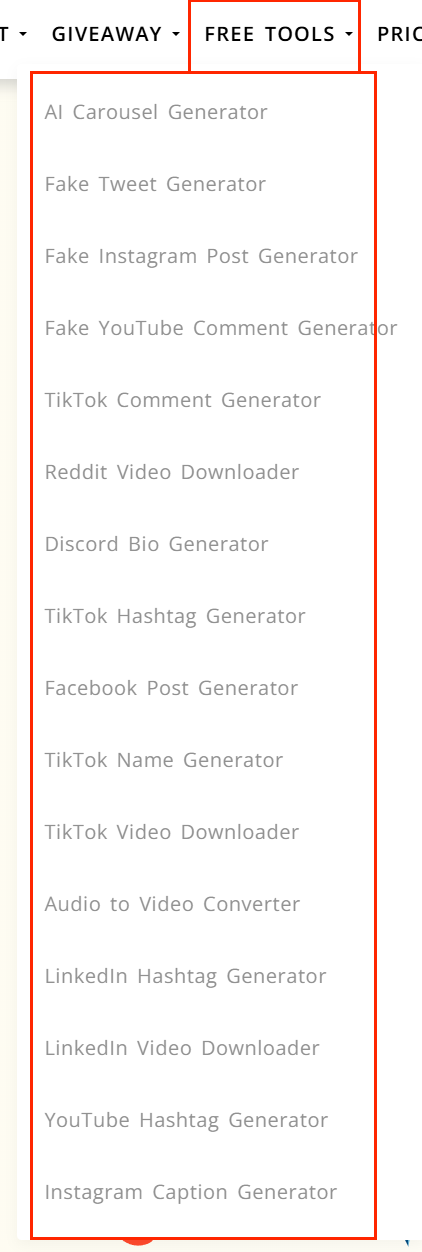 T GIVEAWAY FREE TOOLS PRIC
AI Carousel Generator
Fake Tweet Generator
Fake Instagram Post Generator
Fake YouTube Comment Generator
TikTok Comment Generator
Reddit Video Downloader
Discord Bio Generator
TikTok Hashtag Generator
Facebook Post Generator
TikTok Name Generator
TikTok Video Downloader
Audio to Video Converter
LinkedIn Hashtag Generator
LinkedIn Video Downloader
YouTube Hashtag Generator
Instagram Caption Generator